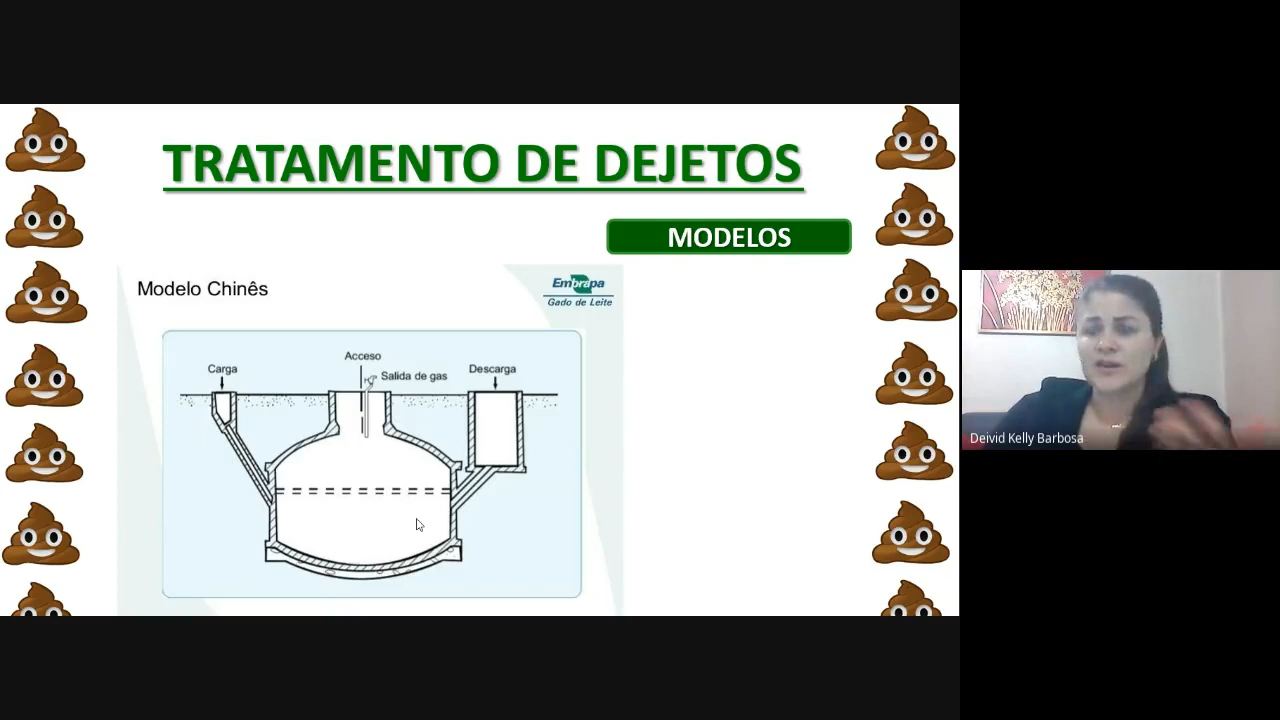 TRATAMENTO DE DEJETOS
MODELOS
Modelo Chinês
Embrapa
Gado de Leite
Acceso
Carga
Salida de gas
Descarga
Deivid Kelly Barbosa